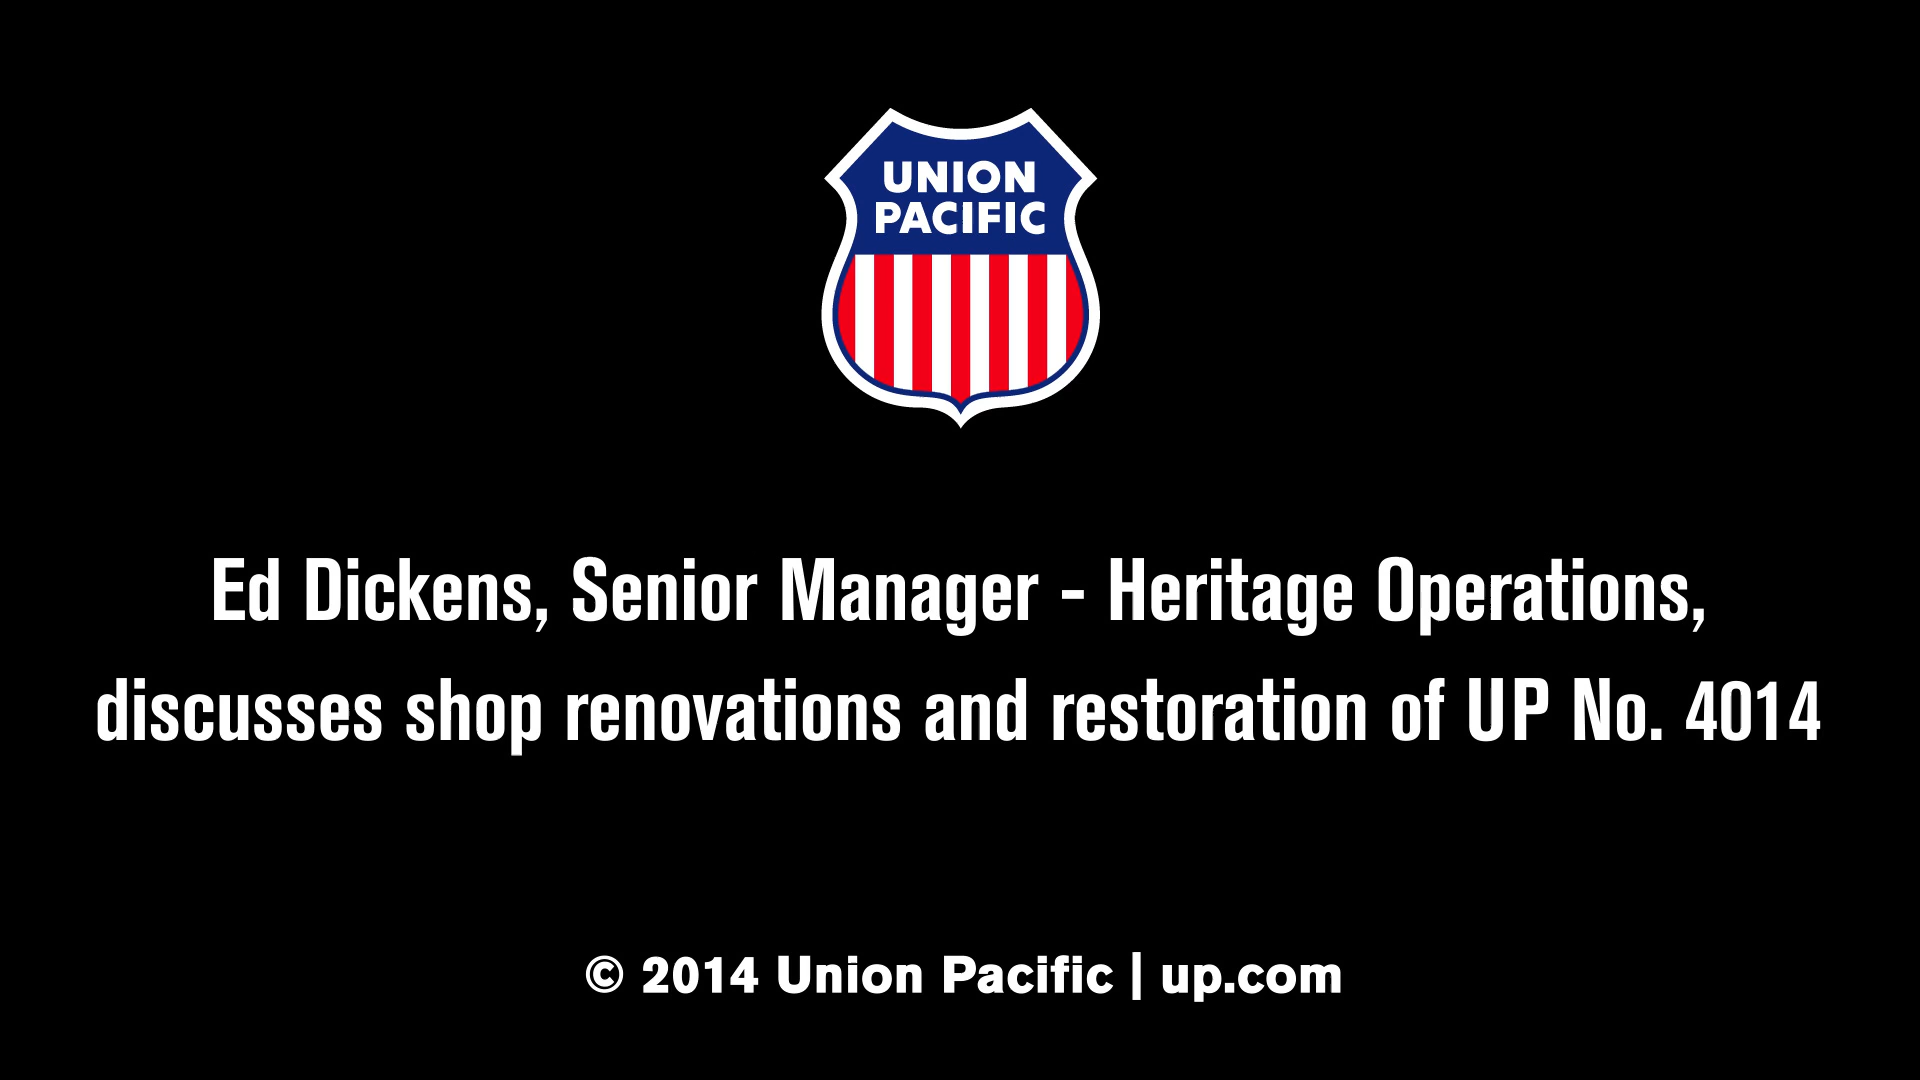 UNION
PACIFIC
Ed Dickens, Senior Manager - Heritage Operations,
discusses shop renovations and restoration of UP No. 4014
© 2014 Union Pacific | up.com